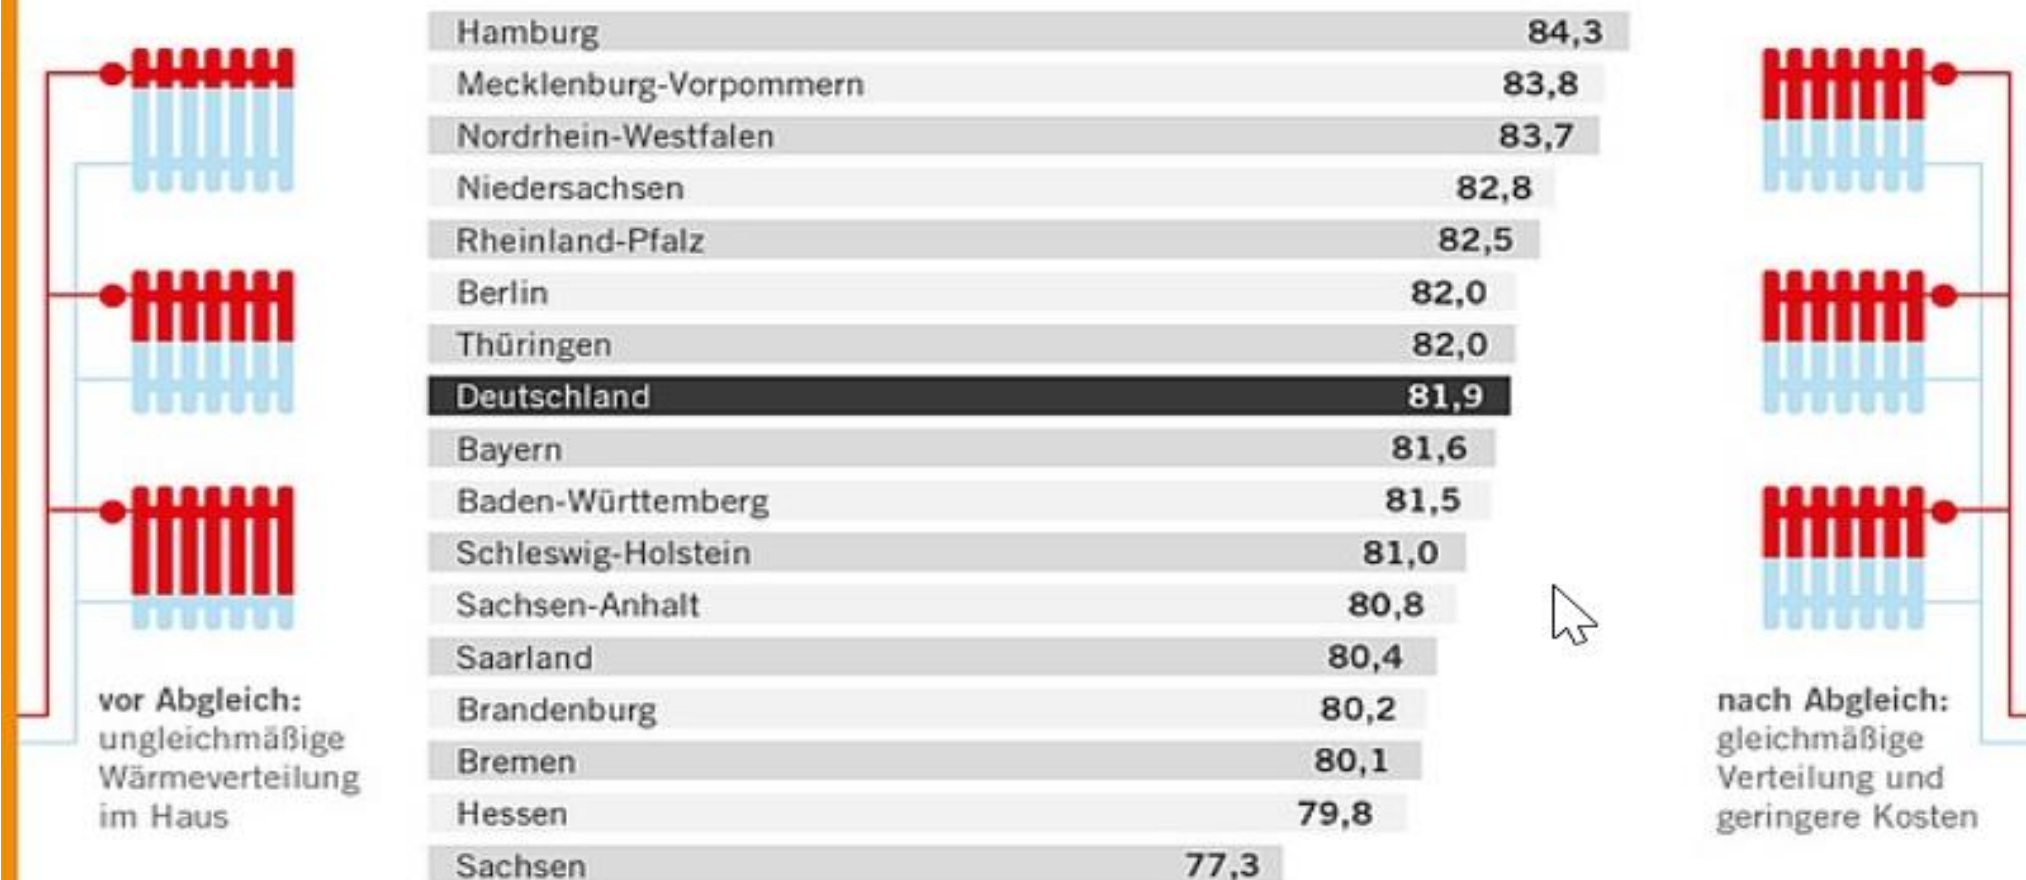 Hamburg 84,3
Mecklenburg-Vorpommern 83,8
Nordrhein-Westfalen 83,7
Niedersachsen 82,8
Rheinland-Pfalz 82,5
Berlin 82,0
Thüringen 82,0
Deutschland 81,9
Bayern 81,6
Baden-Württemberg 81,5
Schleswig-Holstein 81,0
Sachsen-Anhalt 80,8
Saarland 80,4
Brandenburg 80,2
Bremen 80,1
Hessen 79,8
Sachsen 77,3
vor Abgleich:
ungleichmäßige
Wärmeverteilung
im Haus
nach Abgleich:
gleichmäßige
Verteilung und
geringere Kosten